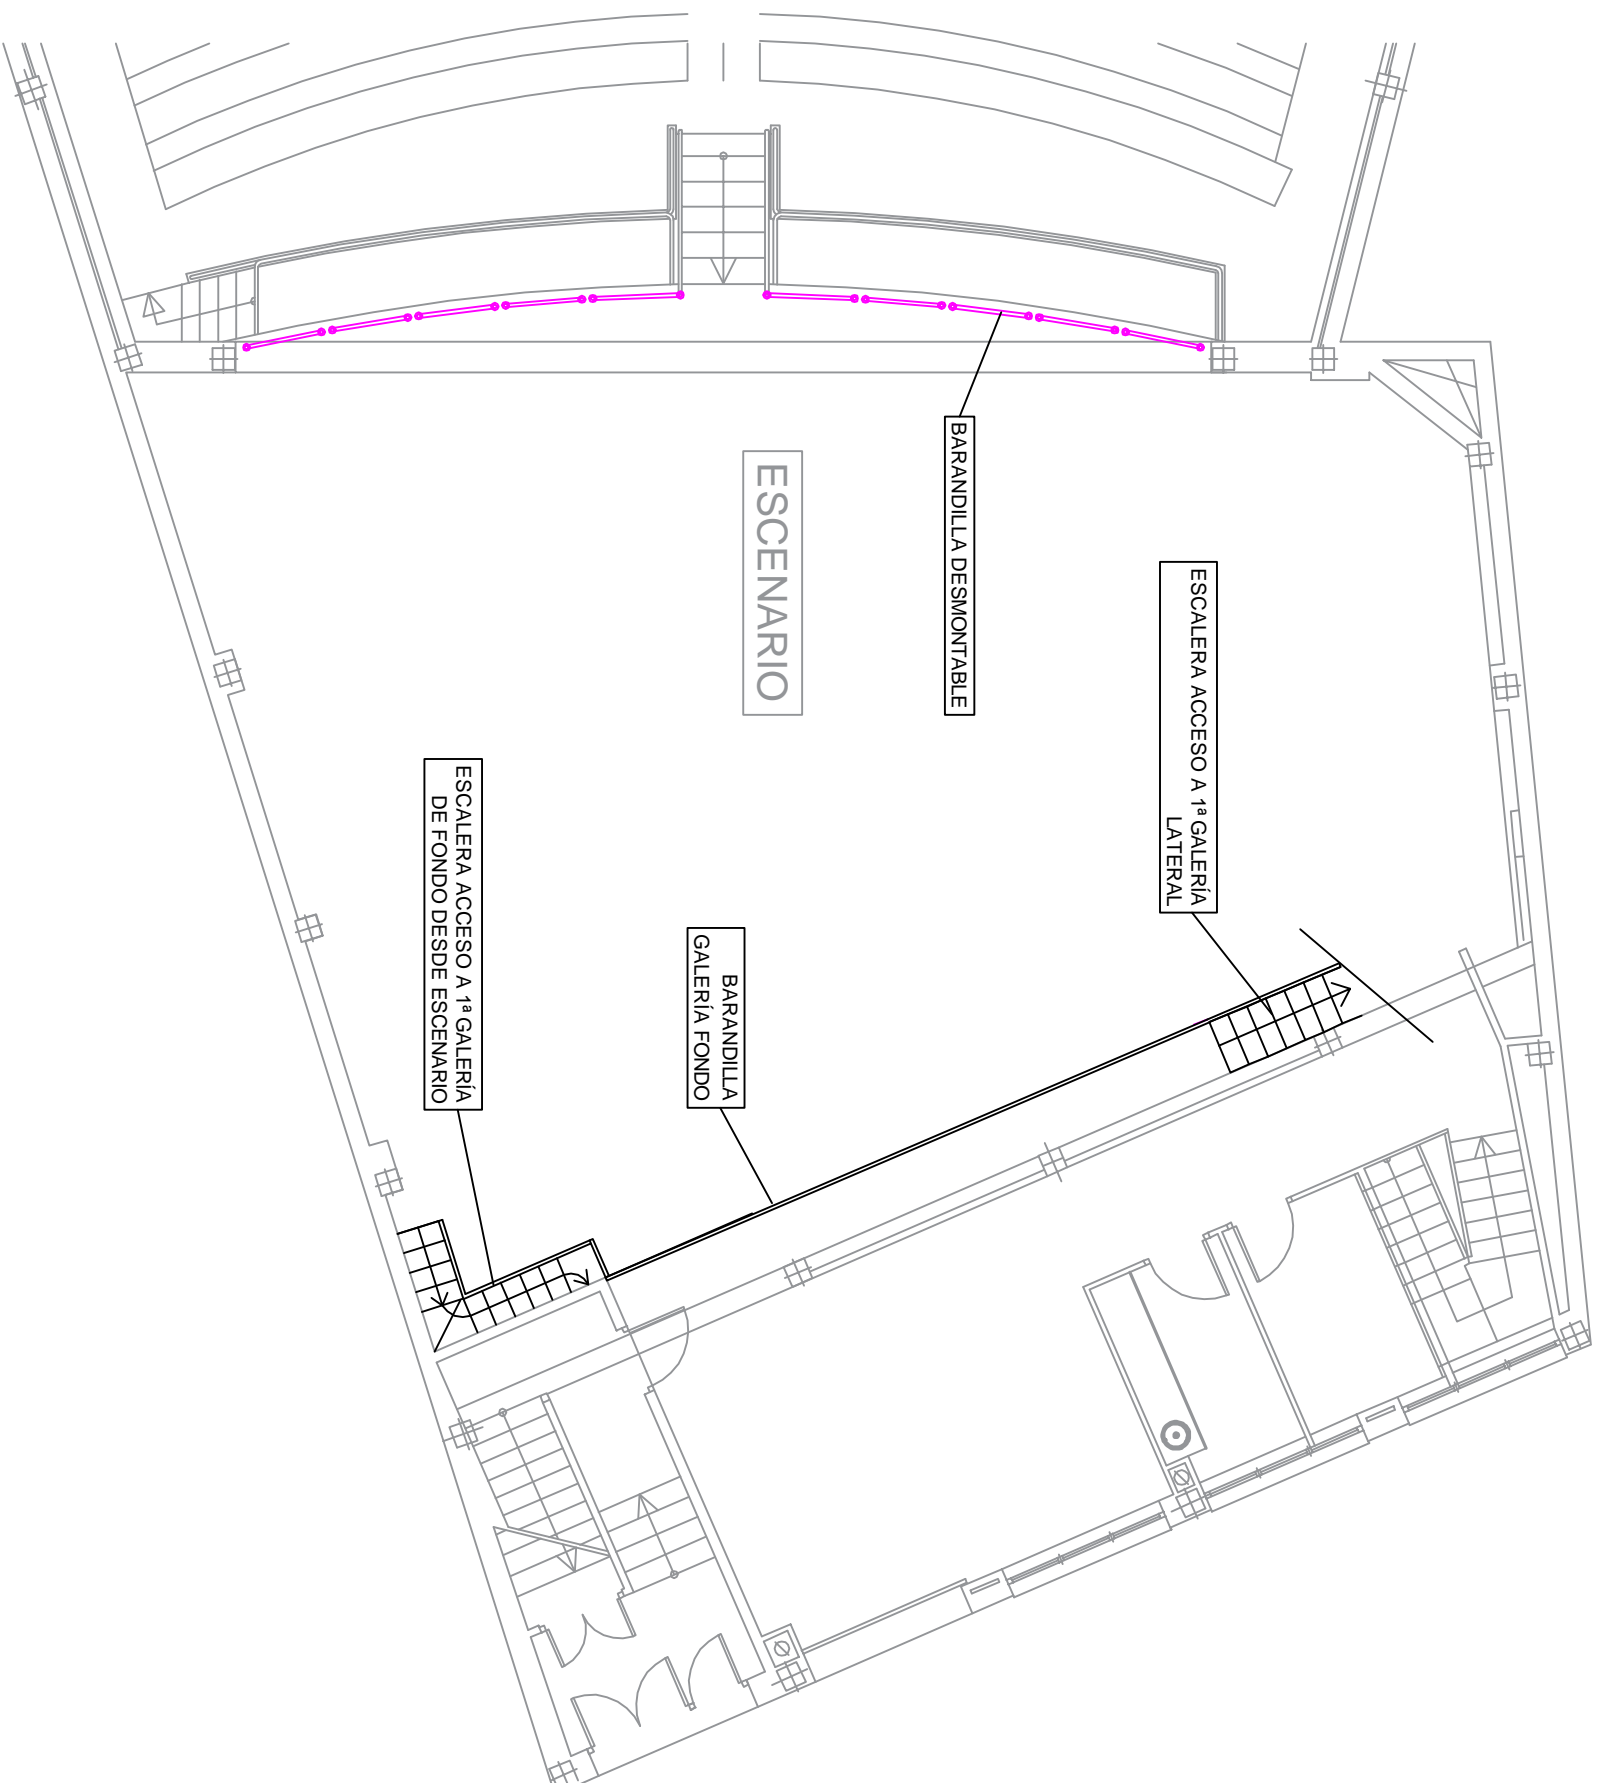 ESCALERA ACCESO A 1ª GALERÍA
LATERAL
BARANDILLA DESMONTABLE
ESCENARIO
BARANDILLA
GALERÍA FONDO
ESCALERA ACCESO A 1ª GALERÍA
DE FONDO DESDE ESCENARIO